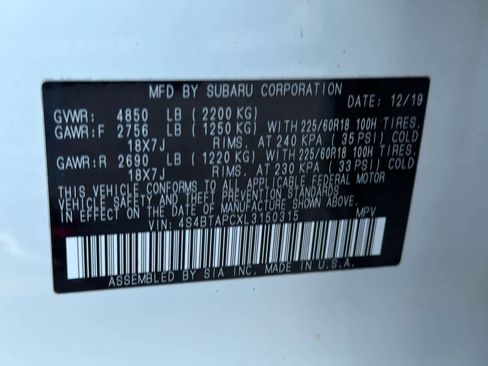 MFD BY SUBARU CORPORATION
DATE: 12/19
GVWR: 4850 LB (2200 KG)
GAWR:F 2756 LB (1250 KG) WITH 225/60R18 100H TIRES.
18X7J RIMS, AT 240 KPA (35 PSI) COLD
GAWR:R 2690 LB (1220 KG) WITH 225/60R18 100H TIRES.
18X7J RIMS, AT 230 KPA (33 PSI) COLD
THIS VEHICLE CONFORMS TO ALL APPLICABLE FEDERAL MOTOR
VEHICLE SAFETY AND THEFT PREVENTION STANDARDS
IN EFFECT ON THE DATE OF MANUFACTURE SHOWN ABOVE.
VIN: 4S4BTAPCXL3150315 MPV
ASSEMBLED BY SIA INC. MADE IN U.S.A.